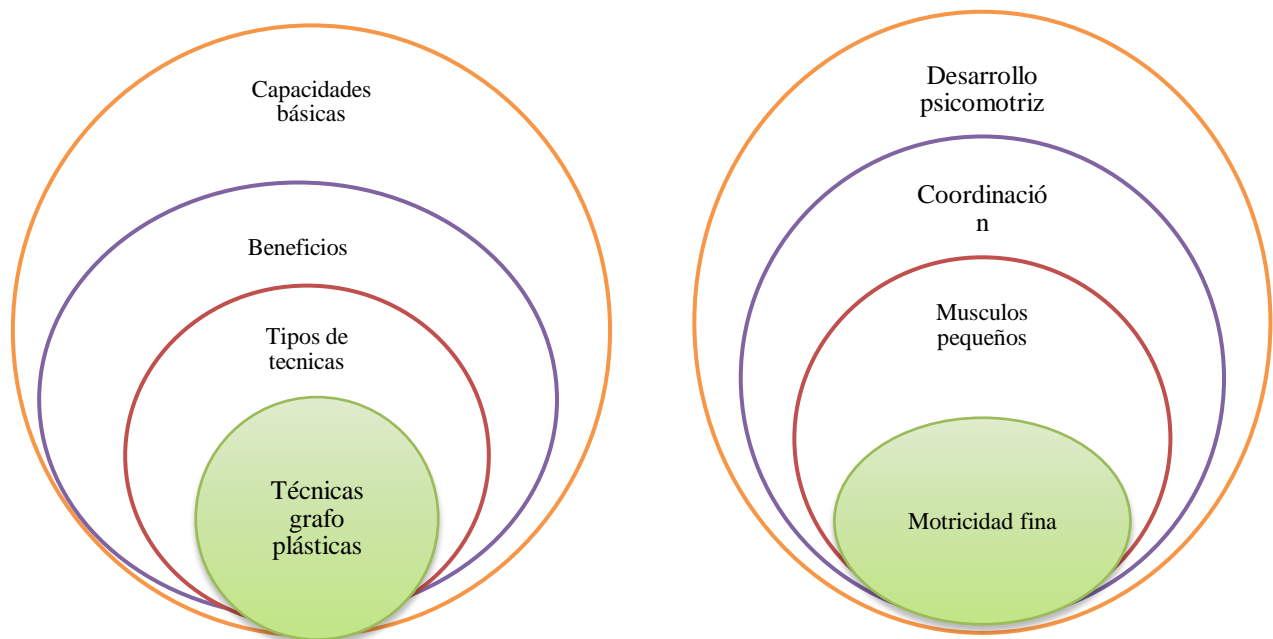 Capacidades
básicas
Beneficios
Tipos de
tecnicas
Técnicas
grafo
plásticas
Desarrollo
psicomotriz
Coordinació
n
Musculos
pequeños
Motricidad fina